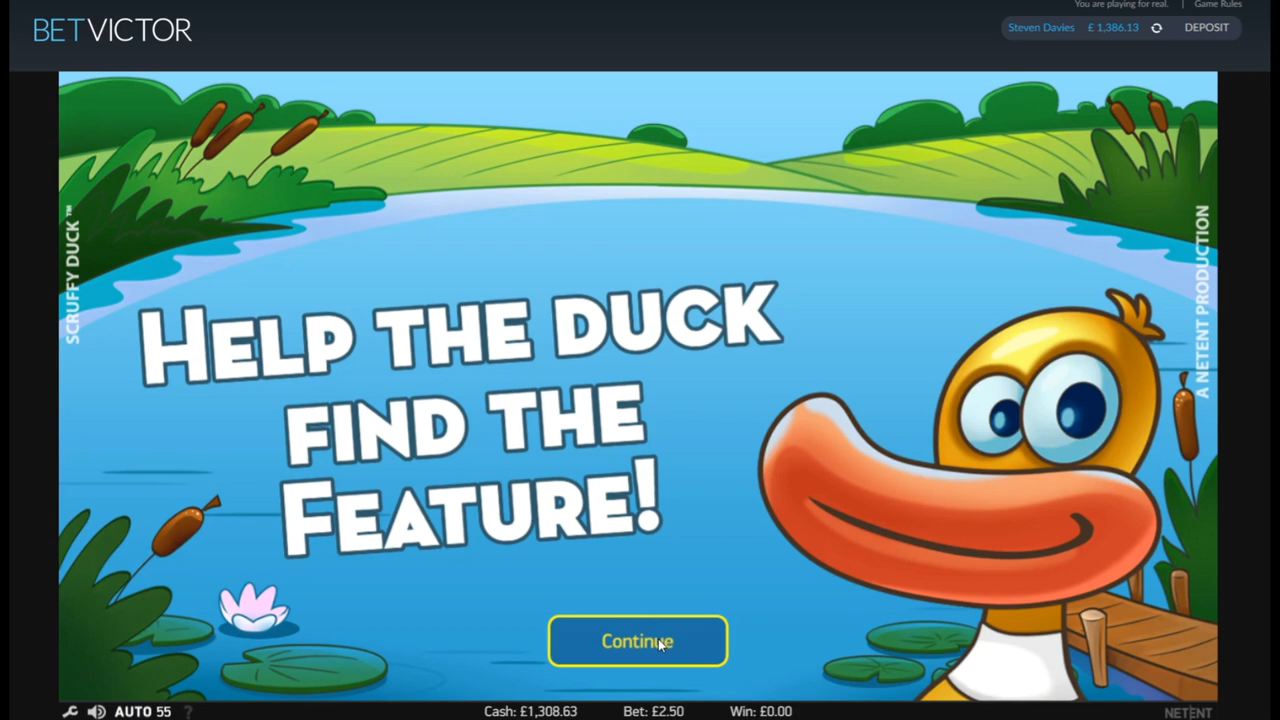 You are playing for real. | Game Rules
BETVICTOR
Steven Davies £ 1,386.13 DEPOSIT
SCRUFFY DUCK™
A NETENT PRODUCTION
HELP THE DUCK
FIND THE
FEATURE!
Continue
AUTO 55 ?
Cash: £1,308.63 Bet: £2.50 Win: £0.00
NETENT